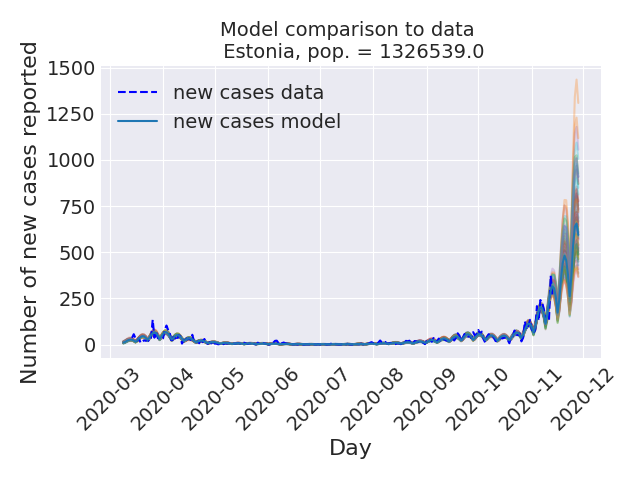 Model comparison to data
Estonia, pop. = 1326539.0
Number of new cases reported
1500
1250
1000
750
500
250
0
new cases data
new cases model
2020-03
2020-04
2020-05
2020-06
2020-07
2020-08
2020-09
2020-10
2020-11
2020-12
Day